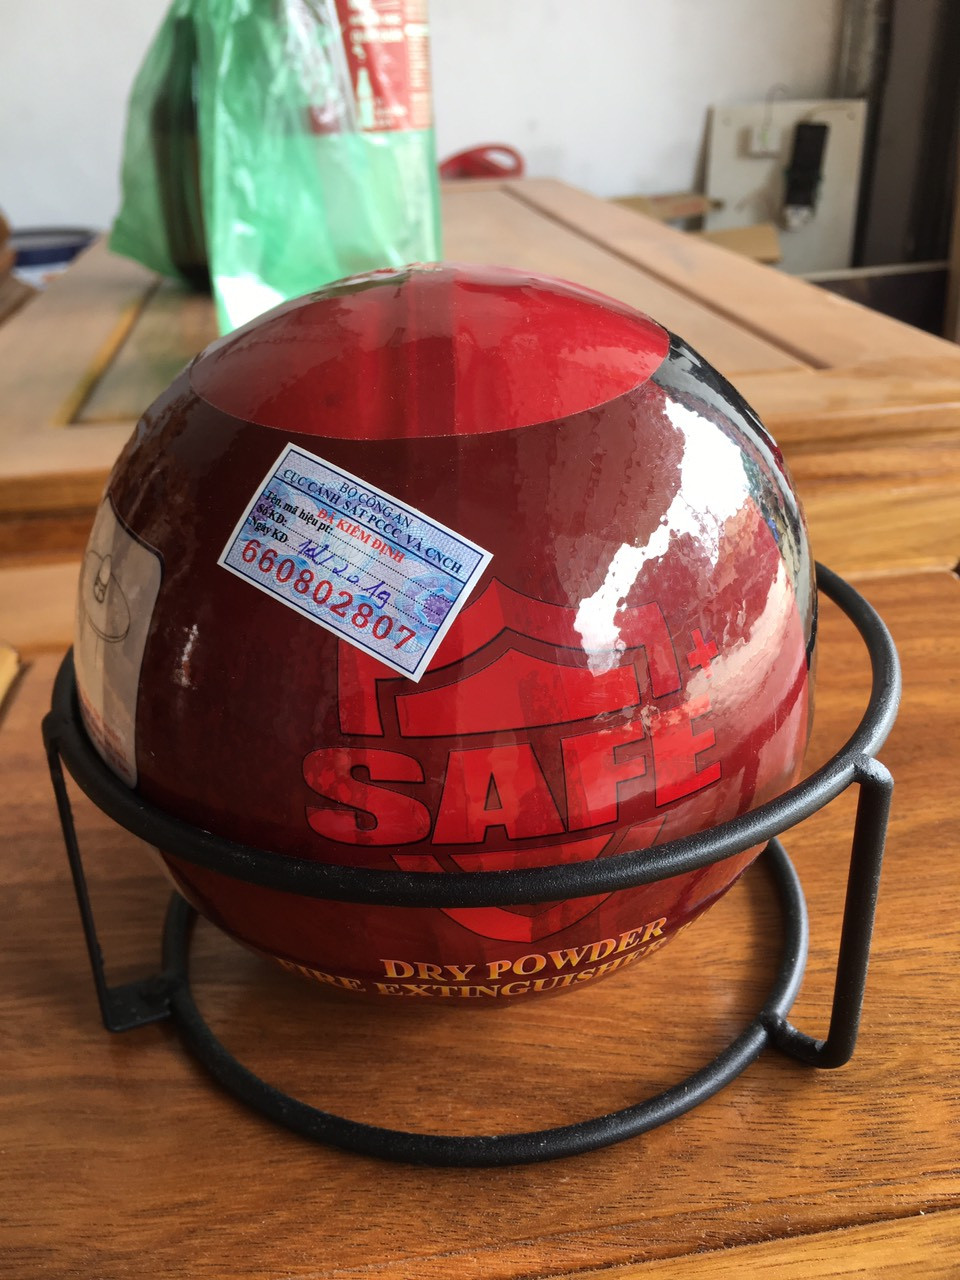 BỘ CÔNG AN
CỤC CẢNH SÁT PCCC VÀ CNCH
ĐÃ KIỂM ĐỊNH
Tên, mã hiệu pt:
Số KĐ:
Ngày KĐ
660802807
SAFE+
DRY POWDER
FIRE EXTINGUISHER